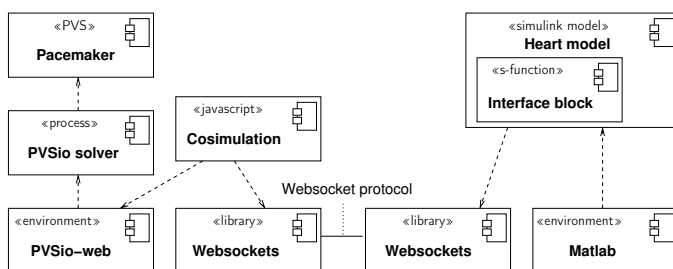 «PVS»
Pacemaker
«simulink model»
Heart model
«s-function»
Interface block
«process»
PVSio solver
«javascript»
Cosimulation
Websocket protocol
«environment»
PVSio-web
«library»
Websockets
«library»
Websockets
«environment»
Matlab